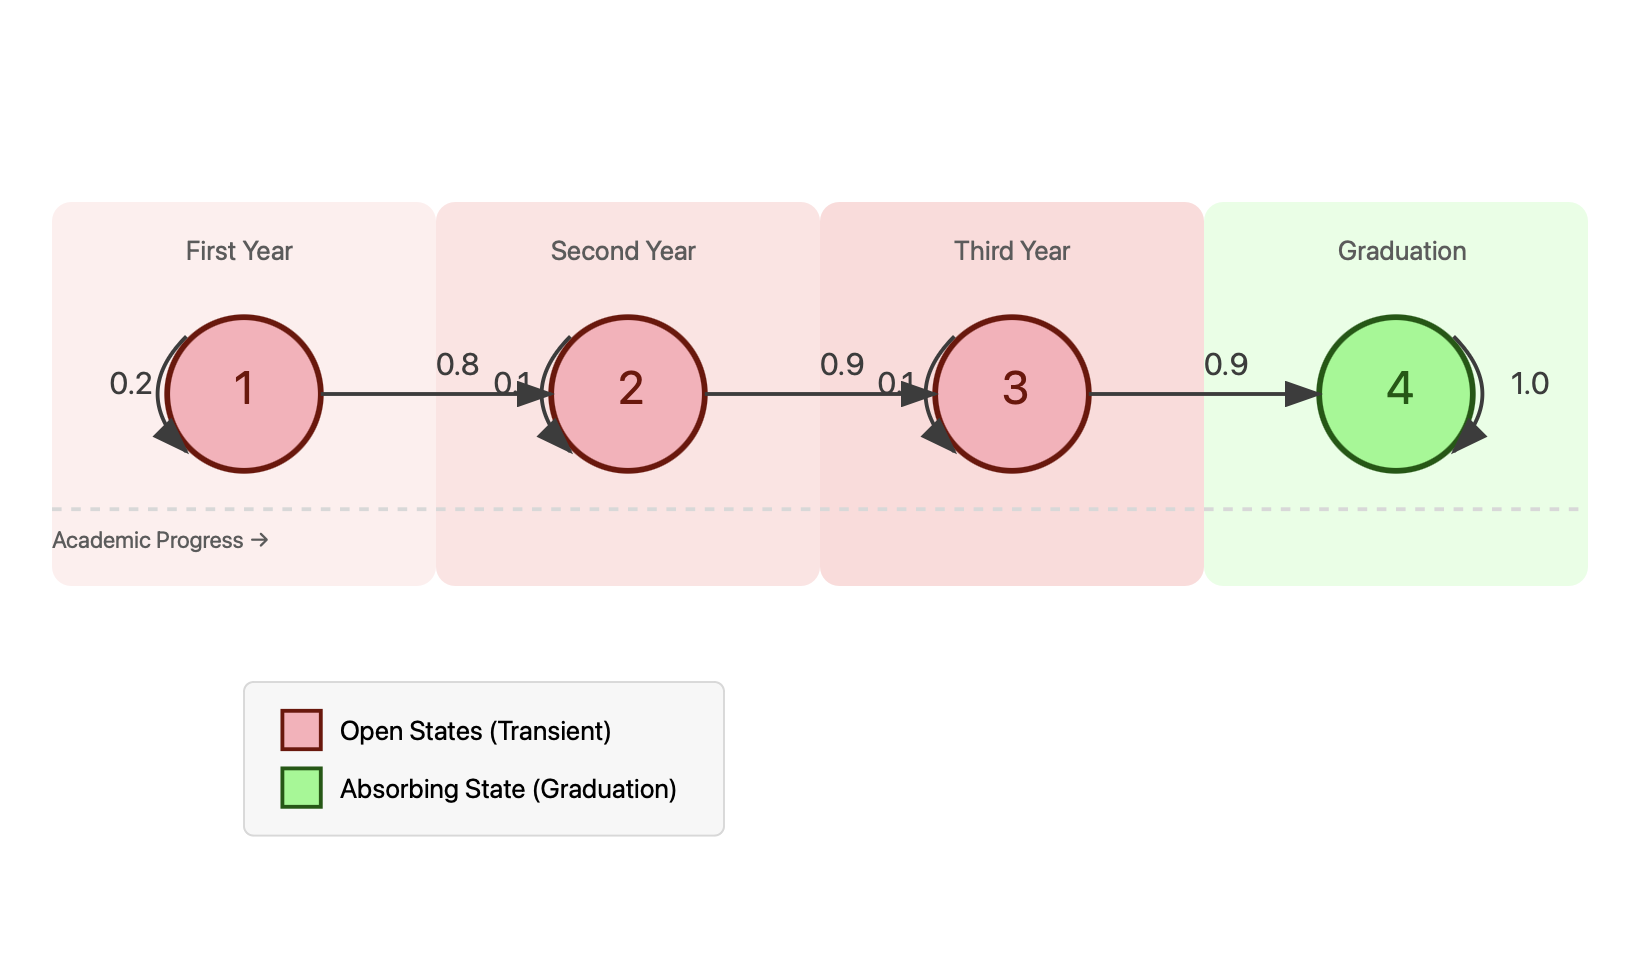 First Year
Second Year
Third Year
Graduation
0.2
1
0.8
0.1
2
0.9
0.1
3
0.9
4
1.0
Academic Progress →
Open States (Transient)
Absorbing State (Graduation)